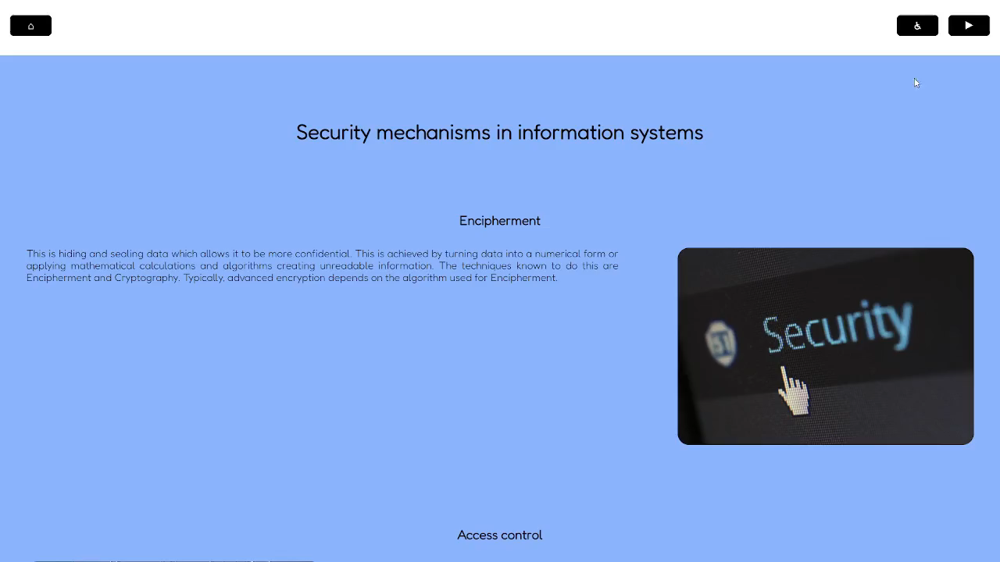 Security mechanisms in information systems
Encipherment
This is hiding and sealing data which allows it to be more confidential. This is achieved by turning data into a numerical form or
applying mathematical calculations and algorithms creating unreadable information. The techniques known to do this are
Encipherment and Cryptography. Typically, advanced encryption depends on the algorithm used for Encipherment.
Security
Access control